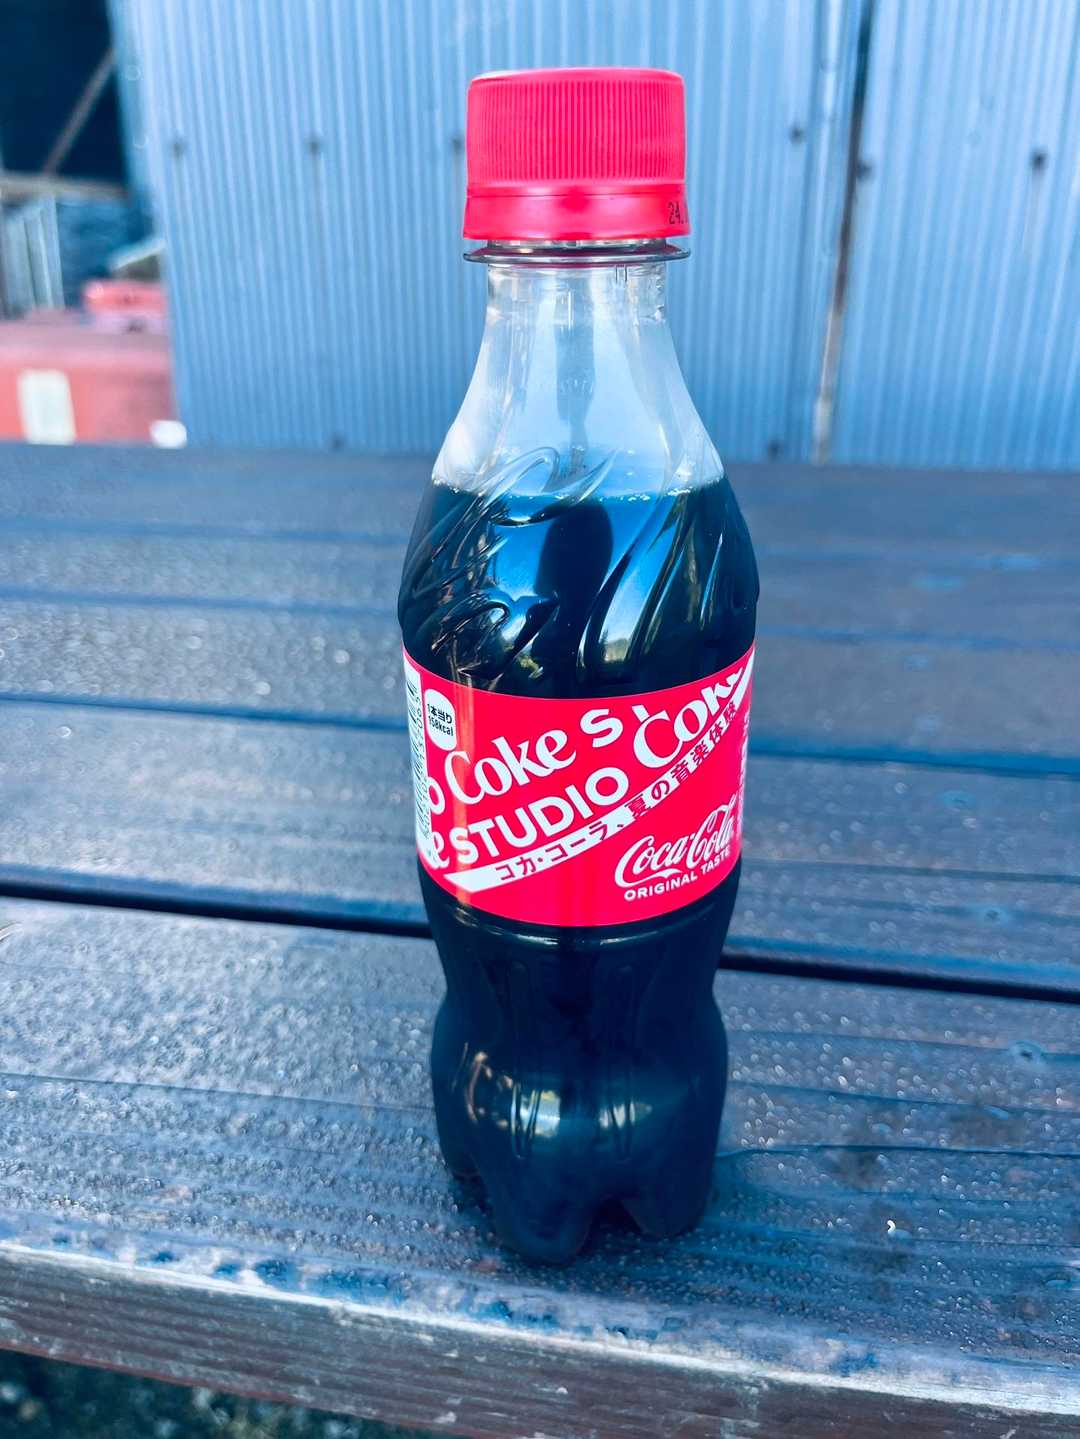 24.
1本当り
158kcal
Coke S
Coke
e STUDIO
コカ・コーラ、夏の音楽体験
Coca-Cola
ORIGINAL TASTE